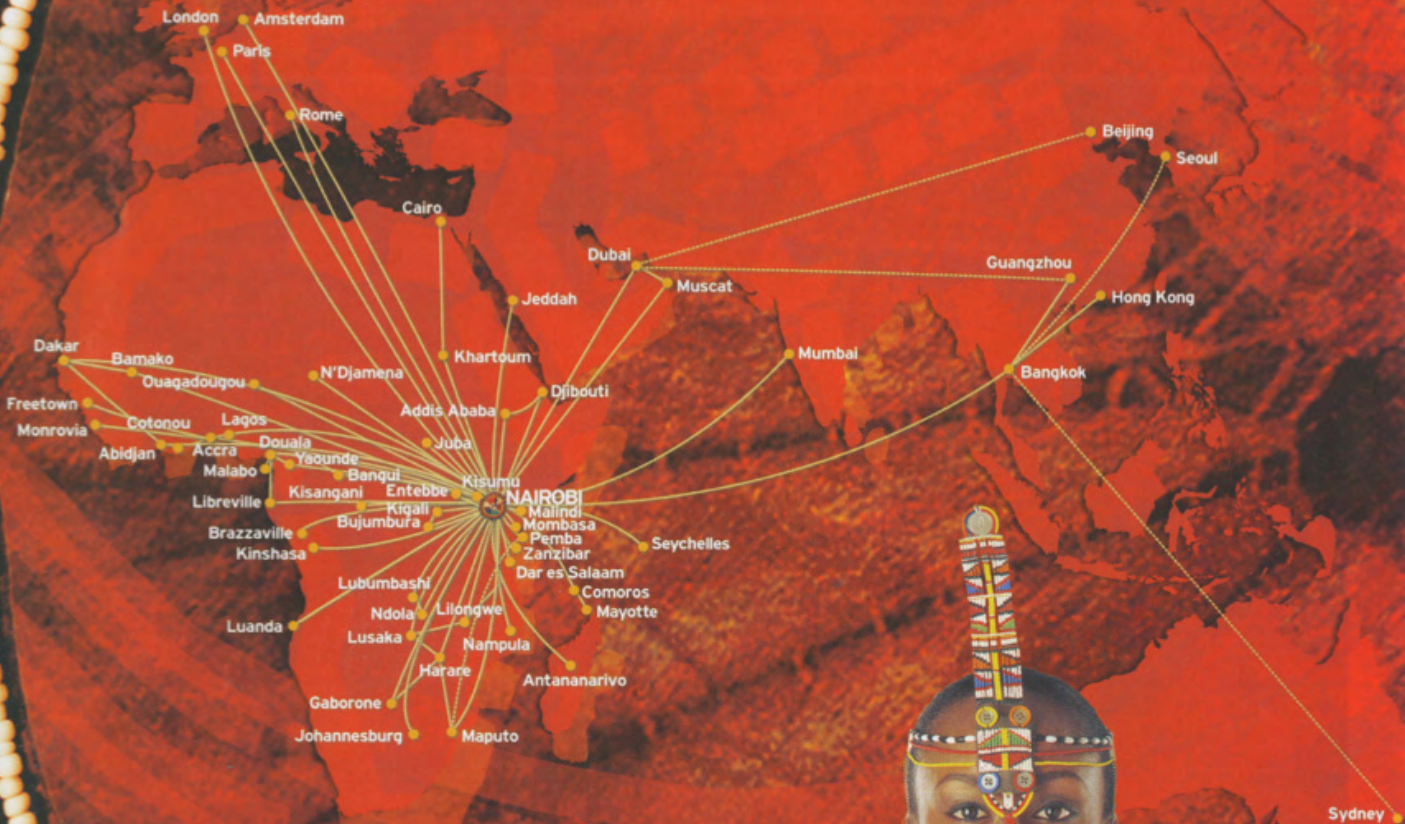 London
Amsterdam
Paris
Rome
Beijing
Seoul
Cairo
Dubai
Guangzhou
Muscat
Hong Kong
Jeddah
Dakar
Bamako
Khartoum
Mumbai
Ouagadougou
N'Djamena
Bangkok
Djibouti
Freetown
Addis Ababa
Cotonou
Lagos
Monrovia
Douala
Juba
Abidjan
Accra
Yaounde
Malabo
Bangui
Kisumu
Kisangani
Entebbe
NAIROBI
Libreville
Kigali
Malindi
Bujumbura
Mombasa
Brazzaville
Pemba
Seychelles
Kinshasa
Zanzibar
Dar es Salaam
Lubumbashi
Comoros
Ndola
Lilongwe
Mayotte
Luanda
Lusaka
Nampula
Harare
Antananarivo
Gaborone
Johannesburg
Maputo
Sydney